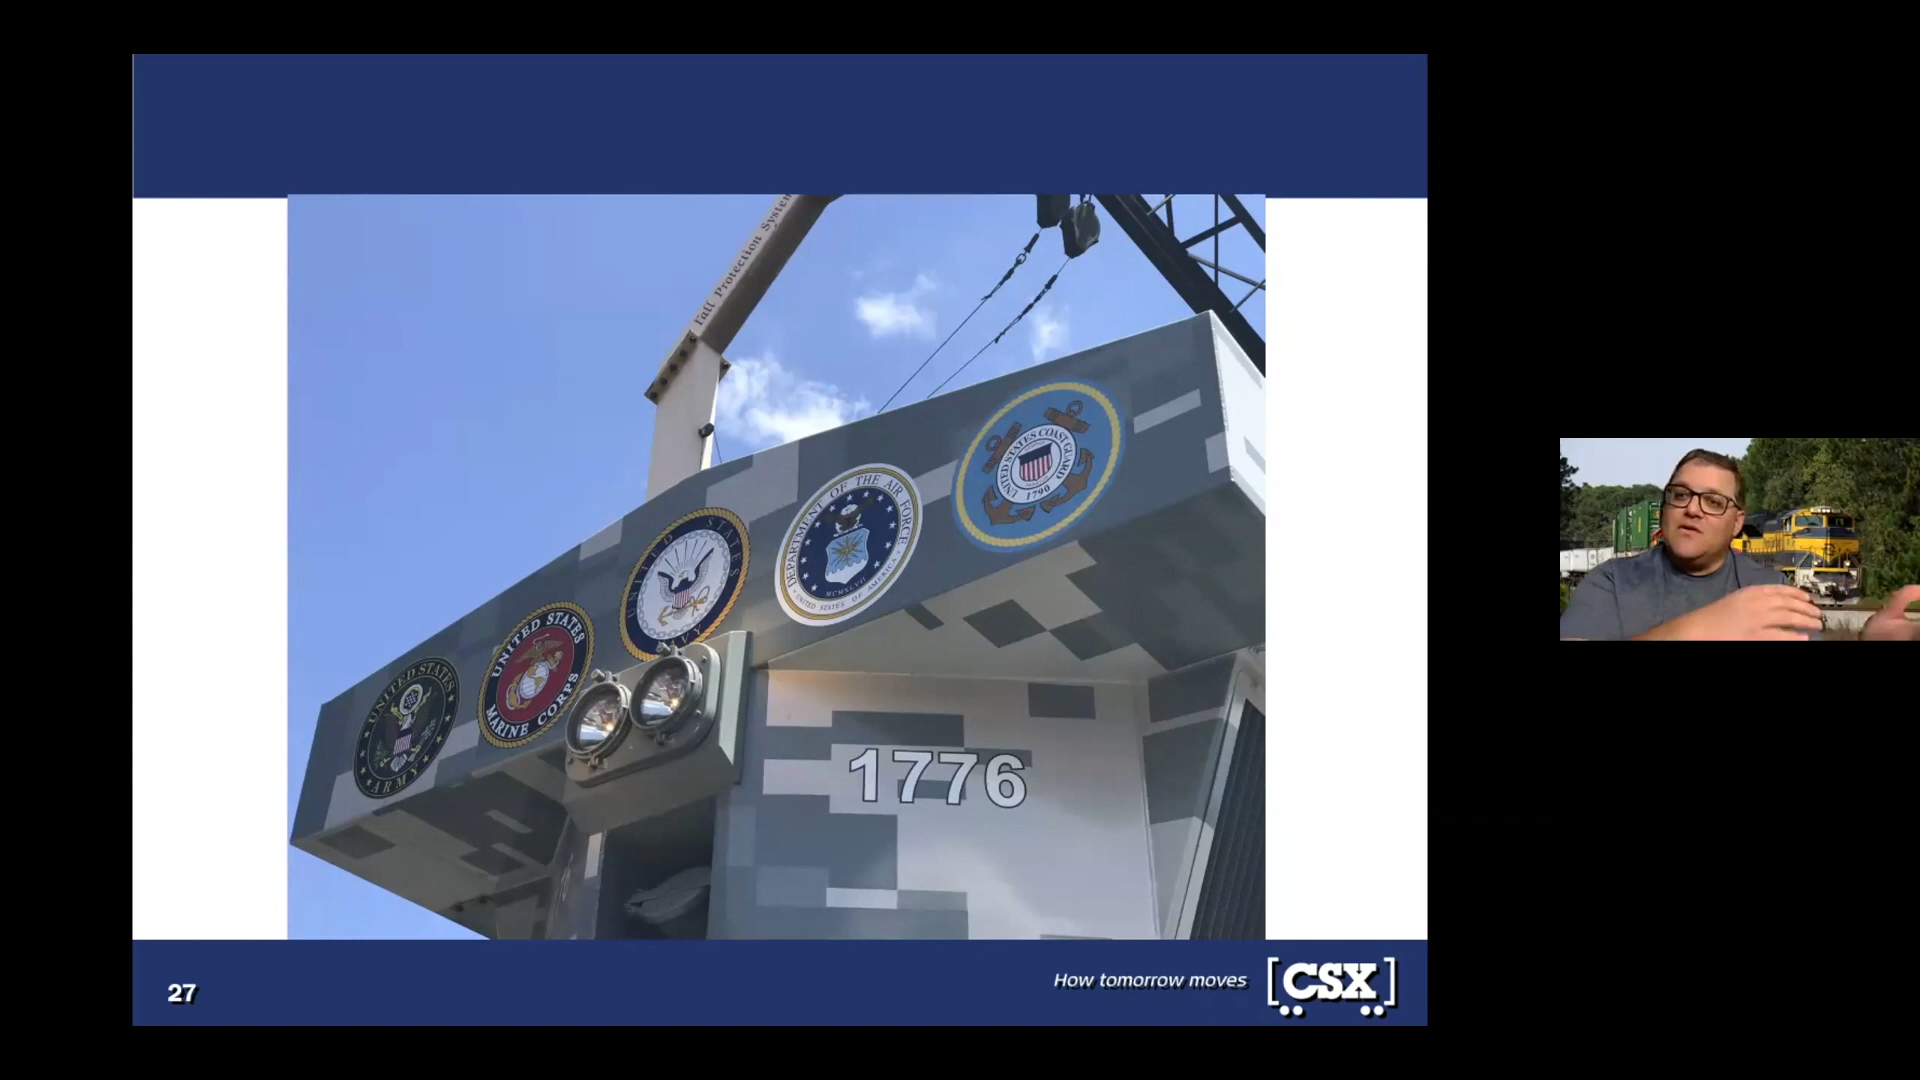 Fall Protection System
UNITED STATES COAST GUARD
1790
DEPARTMENT OF THE AIR FORCE
MCMXLVII
UNITED STATES OF AMERICA
UNITED STATES
NAVY
UNITED STATES
MARINE CORPS
UNITED STATES
ARMY
1776
27
How tomorrow moves
[CSX]